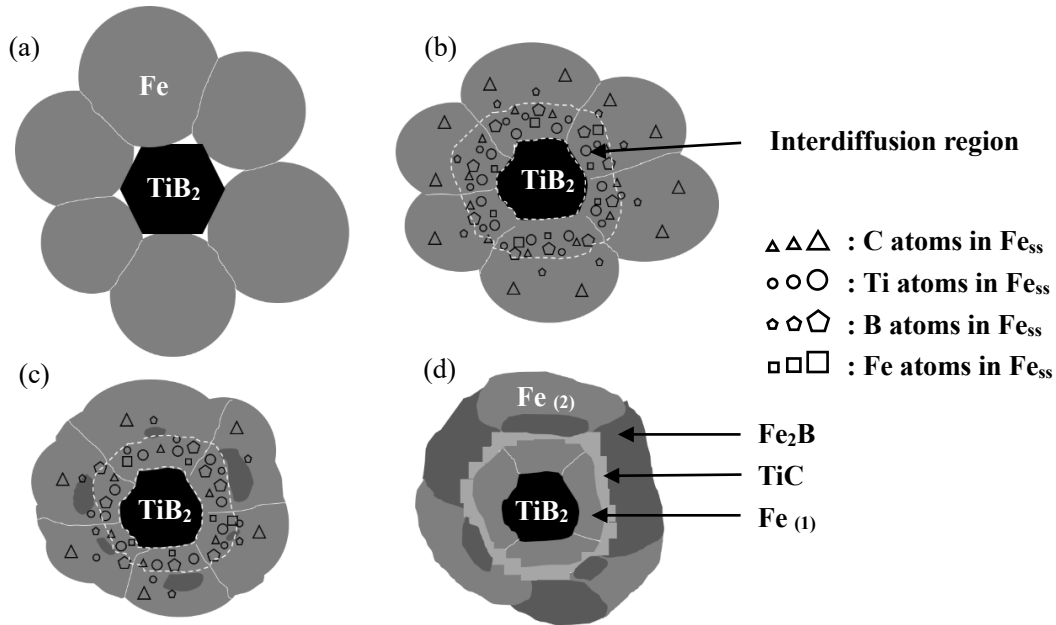 (a)
Fe
TiB₂
(b)
TiB₂
Interdiffusion region
: C atoms in Feₛₛ
: Ti atoms in Feₛₛ
: B atoms in Feₛₛ
: Fe atoms in Feₛₛ
(c)
TiB₂
(d)
Fe ₍₂₎
TiB₂
Fe₂B
TiC
Fe ₍₁₎